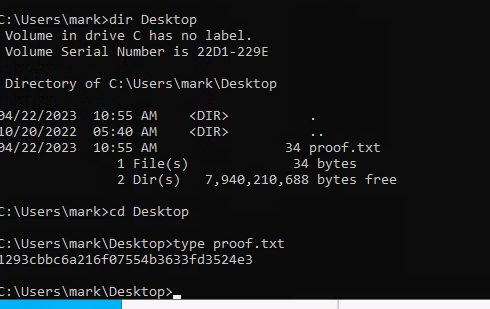 C:\Users\mark>dir Desktop
Volume in drive C has no label.
Volume Serial Number is 22D1-229E
Directory of C:\Users\mark\Desktop
04/22/2023  10:55 AM    <DIR>          .
10/20/2022  05:40 AM    <DIR>          ..
04/22/2023  10:55 AM                34 proof.txt
1 File(s)             34 bytes
2 Dir(s)   7,940,210,688 bytes free
C:\Users\mark>cd Desktop
C:\Users\mark\Desktop>type proof.txt
1293cbbc6a216f07554b3633fd3524e3
C:\Users\mark\Desktop>